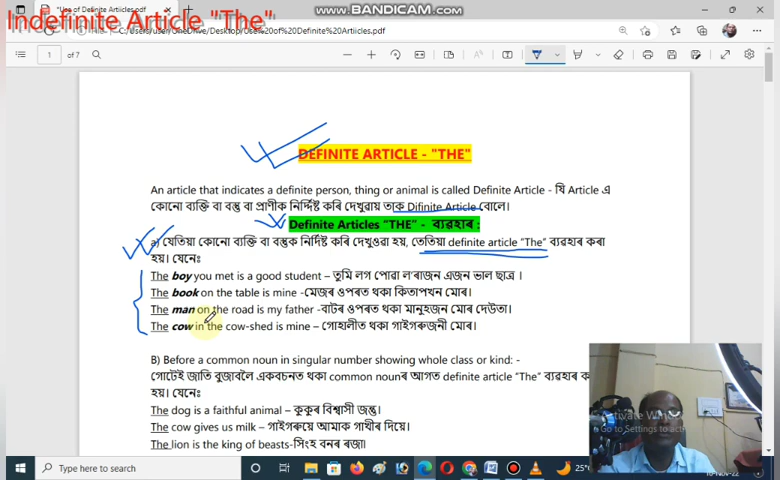 Indefinite Article "The"
www.BANDICAM.com
of 7
1
DEFINITE ARTICLE - "THE"
An article that indicates a definite person, thing or animal is called Definite Article - যি Article এ
কোনো ব্যক্তি বা বস্তু বা প্ৰাণীক নিৰ্দ্দিষ্ট কৰি দেখুৱায় তাক Difinite Article বোলে।
Definite Articles "THE" - ব্যৱহাৰ :
a) যেতিয়া কোনো ব্যক্তি বা বস্তুক নিৰ্দিষ্ট কৰি দেখুওৱা হয়, তেতিয়া definite article "The" ব্যৱহাৰ কৰা
হয়। যেনেঃ
The boy you met is a good student – তুমি লগ পোৱা ল'ৰাজন এজন ভাল ছাত্ৰ ।
The book on the table is mine -মেজৰ ওপৰত থকা কিতাপখন মোৰ।
The man on the road is my father -বাটৰ ওপৰত থকা মানুহজন মোৰ দেউতা।
The cow in the cow-shed is mine – গোহালীত থকা গাইগৰুজনী মোৰ।
B) Before a common noun in singular number showing whole class or kind: -
গোটেই জাতি বুজাবলৈ একবচনত থকা common nounৰ আগত definite article "The" ব্যৱহাৰ কৰা
হয়। যেনেঃ
The dog is a faithful animal – কুকুৰ বিশ্বাসী জন্তু।
The cow gives us milk – গাইগৰুয়ে আমাক গাখীৰ দিয়ে।
The lion is the king of beasts-সিংহ বনৰ ৰজা।
Type here to search
25°